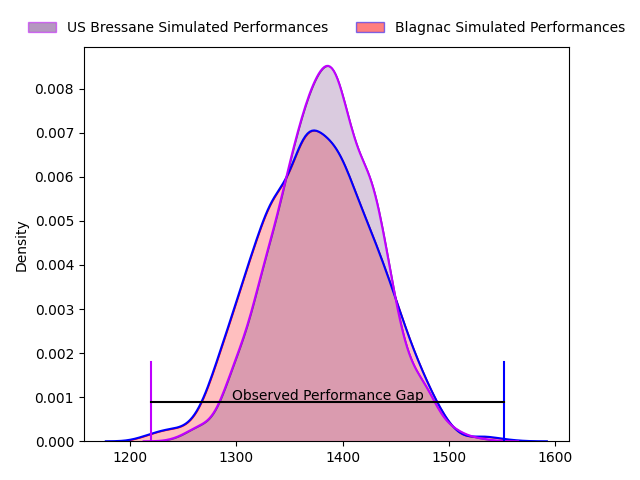 US Bressane Simulated Performances
Blagnac Simulated Performances
Density
0.008
0.007
0.006
0.005
0.004
0.003
0.002
0.001
0.000
Observed Performance Gap
1200 1300 1400 1500 1600